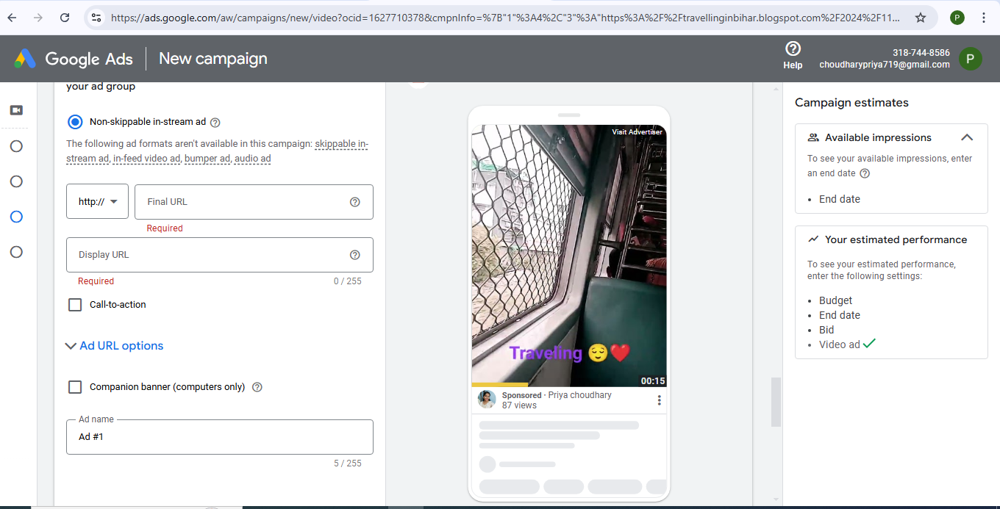 https://ads.google.com/aw/campaigns/new/video?ocid=1627710378&cmpnInfo=%7B"1"%3A4%2C"3"%3A"https%3A%2F%2Ftravellinginbihar.blogspot.com%2F2024%2F11...
P
Google Ads
New campaign
Help
318-744-8586
choudharypriya719@gmail.com
P
your ad group
Non-skippable in-stream ad
The following ad formats aren't available in this campaign: skippable in-
stream ad, in-feed video ad, bumper ad, audio ad
http://
Final URL
Required
Display URL
Required
0 / 255
Call-to-action
Ad URL options
Companion banner (computers only)
Ad name
Ad #1
5 / 255
Visit Advertiser
Traveling 😌❤️
00:15
Sponsored · Priya choudhary
87 views
Campaign estimates
Available impressions
To see your available impressions, enter
an end date
• End date
Your estimated performance
To see your estimated performance,
enter the following settings:
• Budget
• End date
• Bid
• Video ad